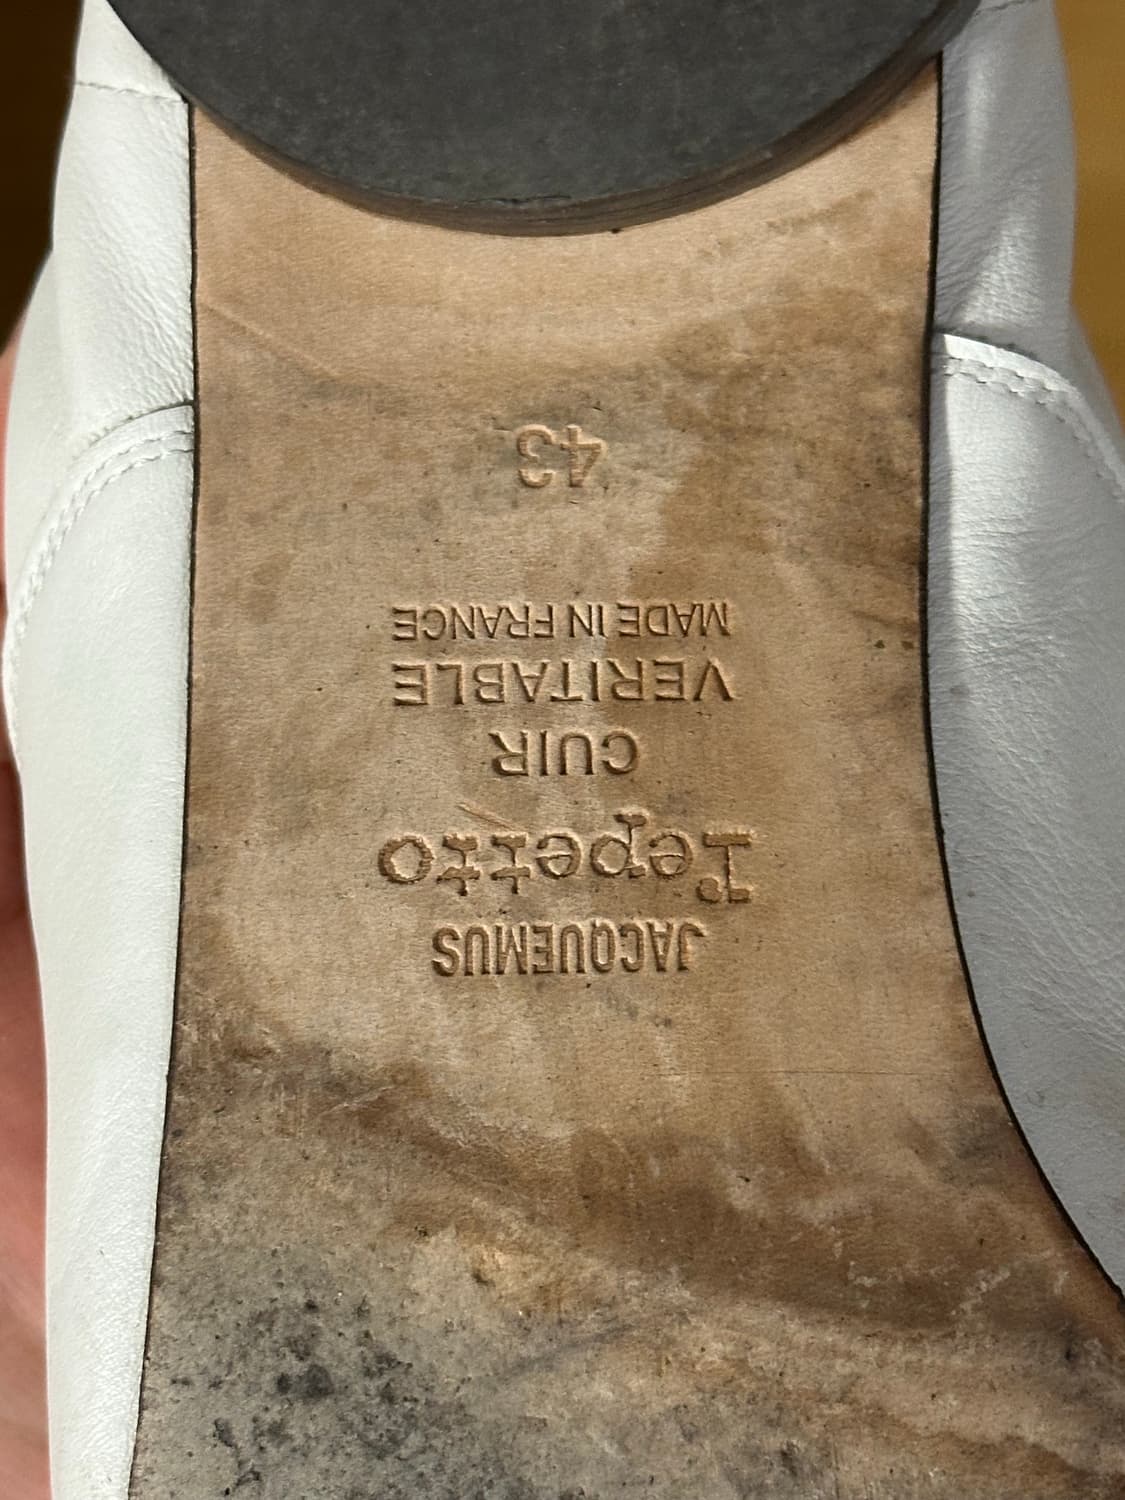 JACQUEMUS
repetto
CUIR
VERITABLE
MADE IN FRANCE
43